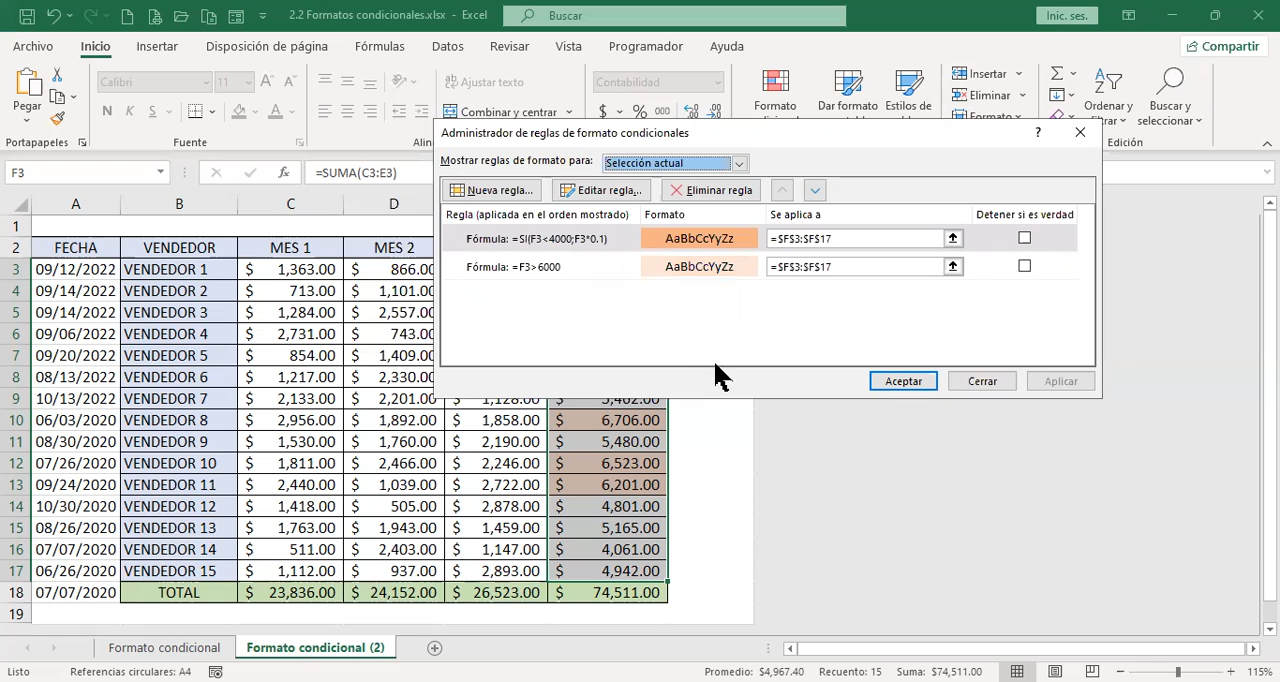 2.2 Formatos condicionales.xlsx - Excel
Buscar
Inic. ses.
Archivo Inicio Insertar Disposición de página Fórmulas Datos Revisar Vista Programador Ayuda
Compartir
Pegar
Calibri 11
N K S
Ajustar texto
Combinar y centrar
Contabilidad
$ % 000
Formato
Dar formato
Estilos de
Insertar
Eliminar
Formato
Ordenar y
filtrar
Buscar y
seleccionar
Portapapeles Fuente Edición
F3
=SUMA(C3:E3)
Administrador de reglas de formato condicionales
Mostrar reglas de formato para: Selección actual
Nueva regla... Editar regla... Eliminar regla
Regla (aplicada en el orden mostrado) Formato Se aplica a Detener si es verdad
Fórmula: =SI(F3<4000;F3*0.1) AaBbCcYyZz =$F$3:$F$17
Fórmula: =F3>6000 AaBbCcYyZz =$F$3:$F$17
Aceptar Cerrar Aplicar
A B C D
1
2 FECHA VENDEDOR MES 1 MES 2
3 09/12/2022 VENDEDOR 1 $ 1,363.00 $ 866.00
4 09/14/2022 VENDEDOR 2 $ 713.00 $ 1,101.00
5 09/14/2022 VENDEDOR 3 $ 1,284.00 $ 2,557.00
6 09/06/2022 VENDEDOR 4 $ 2,731.00 $ 743.00
7 09/20/2022 VENDEDOR 5 $ 854.00 $ 1,409.00
8 08/13/2022 VENDEDOR 6 $ 1,217.00 $ 2,330.00
9 10/13/2022 VENDEDOR 7 $ 2,133.00 $ 2,201.00 $ 1,128.00 $ 5,462.00
10 06/03/2020 VENDEDOR 8 $ 2,956.00 $ 1,892.00 $ 1,858.00 $ 6,706.00
11 08/30/2020 VENDEDOR 9 $ 1,530.00 $ 1,760.00 $ 2,190.00 $ 5,480.00
12 07/26/2020 VENDEDOR 10 $ 1,811.00 $ 2,466.00 $ 2,246.00 $ 6,523.00
13 09/24/2020 VENDEDOR 11 $ 2,440.00 $ 1,039.00 $ 2,722.00 $ 6,201.00
14 10/30/2020 VENDEDOR 12 $ 1,418.00 $ 505.00 $ 2,878.00 $ 4,801.00
15 08/26/2020 VENDEDOR 13 $ 1,763.00 $ 1,943.00 $ 1,459.00 $ 5,165.00
16 07/07/2020 VENDEDOR 14 $ 511.00 $ 2,403.00 $ 1,147.00 $ 4,061.00
17 06/26/2020 VENDEDOR 15 $ 1,112.00 $ 937.00 $ 2,893.00 $ 4,942.00
18 07/07/2020 TOTAL $ 23,836.00 $ 24,152.00 $ 26,523.00 $ 74,511.00
19
Formato condicional Formato condicional (2)
Listo Referencias circulares: A4 Promedio: $4,967.40 Recuento: 15 Suma: $74,511.00 115%